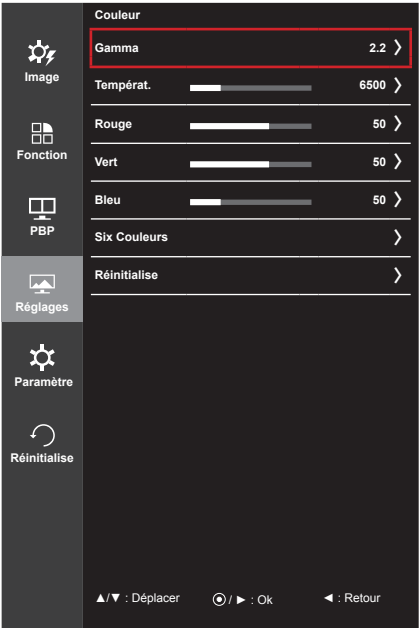 Couleur
Gamma 2.2 〉
Températ. 6500 〉
Rouge 50 〉
Vert 50 〉
Bleu 50 〉
Six Couleurs 〉
Réinitialise 〉
Image
Fonction
PBP
Réglages
Paramètre
Réinitialise
▲/▼ : Déplacer ⦿ / ► : Ok ◄ : Retour